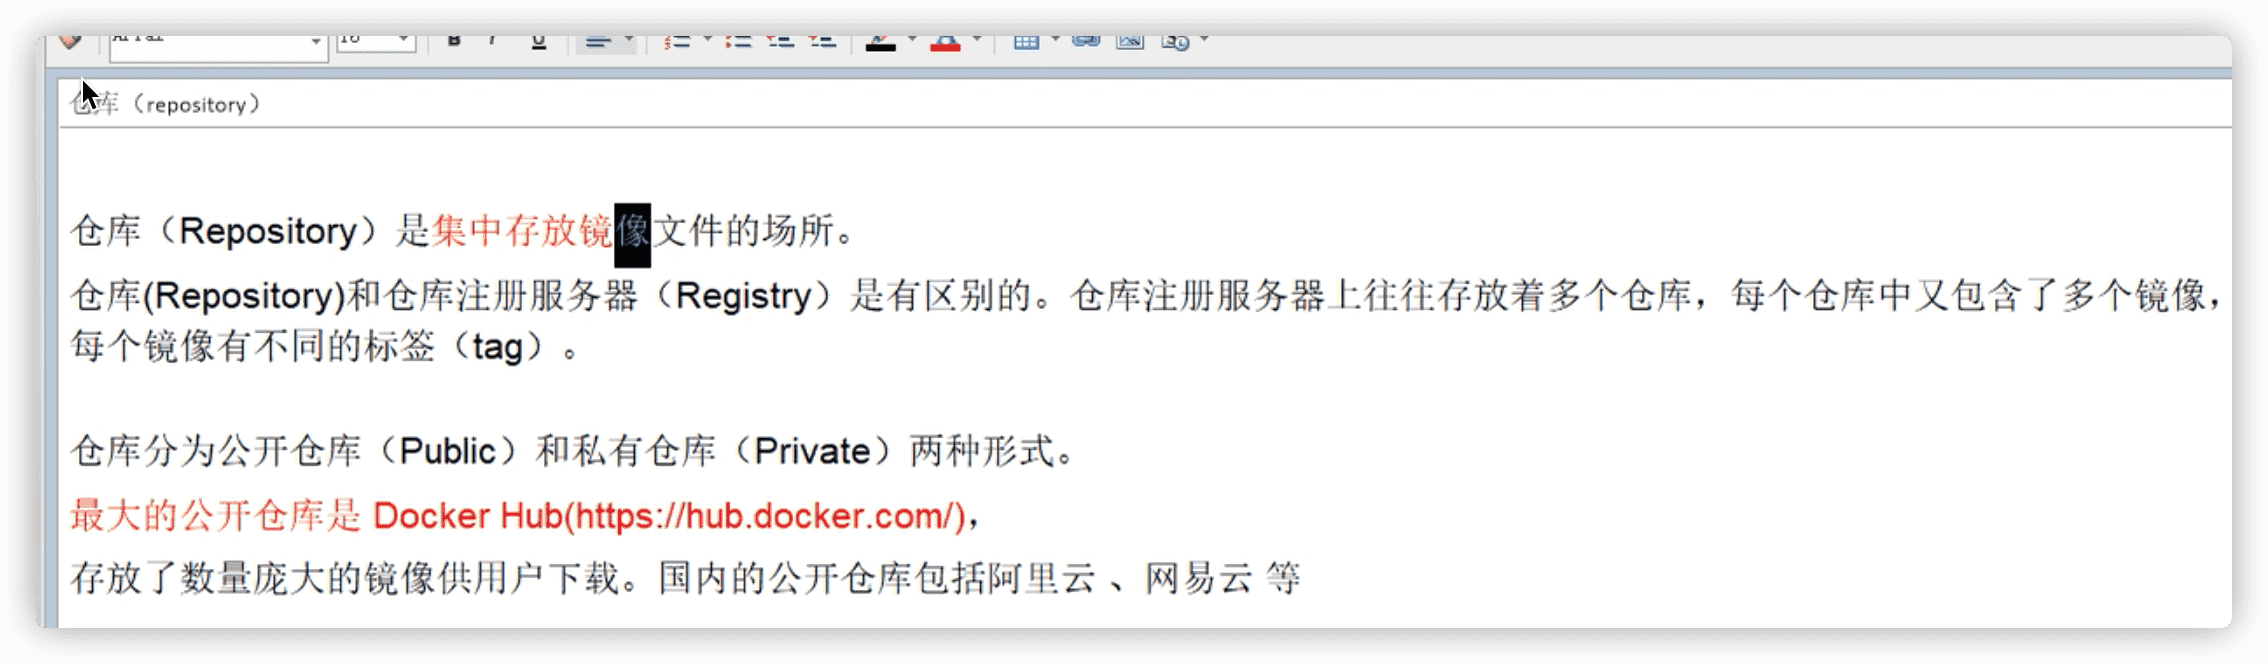 仓库（repository）
仓库（Repository）是集中存放镜像文件的场所。
仓库(Repository)和仓库注册服务器（Registry）是有区别的。仓库注册服务器上往往存放着多个仓库，每个仓库中又包含了多个镜像，
每个镜像有不同的标签（tag）。
仓库分为公开仓库（Public）和私有仓库（Private）两种形式。
最大的公开仓库是 Docker Hub(https://hub.docker.com/)，
存放了数量庞大的镜像供用户下载。国内的公开仓库包括阿里云 、网易云 等